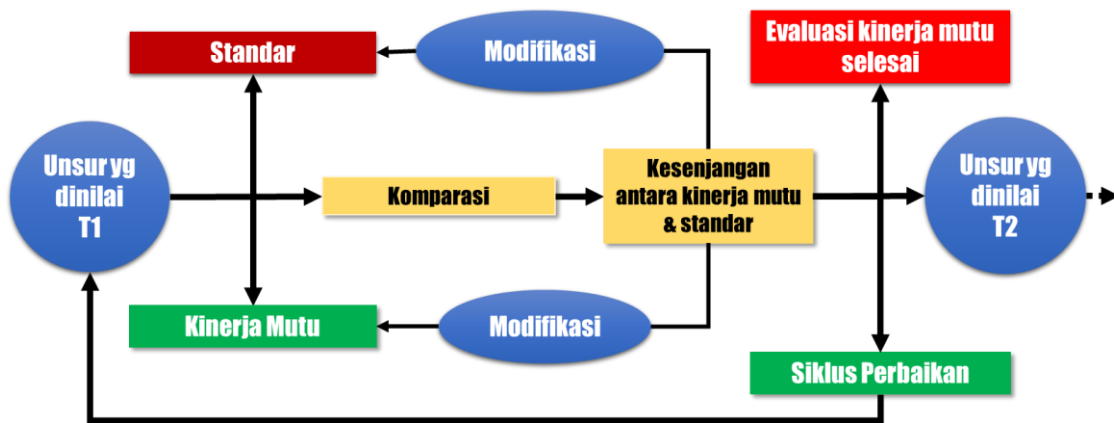 Standar
Modifikasi
Evaluasi kinerja mutu
selesai
Unsur yg
dinilai
T1
Komparasi
Kesenjangan
antara kinerja mutu
& standar
Unsur yg
dinilai
T2
Kinerja Mutu
Modifikasi
Siklus Perbaikan